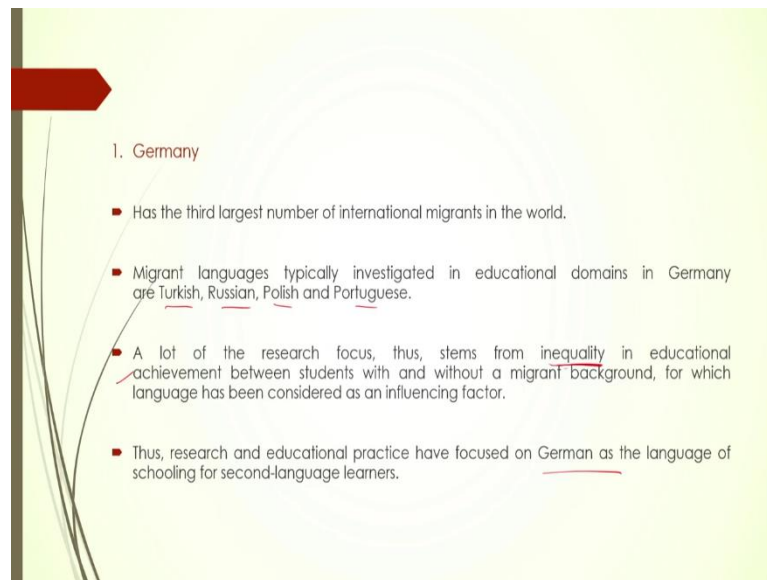 1. Germany
Has the third largest number of international migrants in the world.
Migrant languages typically investigated in educational domains in Germany
are Turkish, Russian, Polish and Portuguese.
A lot of the research focus, thus, stems from inequality in educational
achievement between students with and without a migrant background, for which
language has been considered as an influencing factor.
Thus, research and educational practice have focused on German as the language of
schooling for second-language learners.